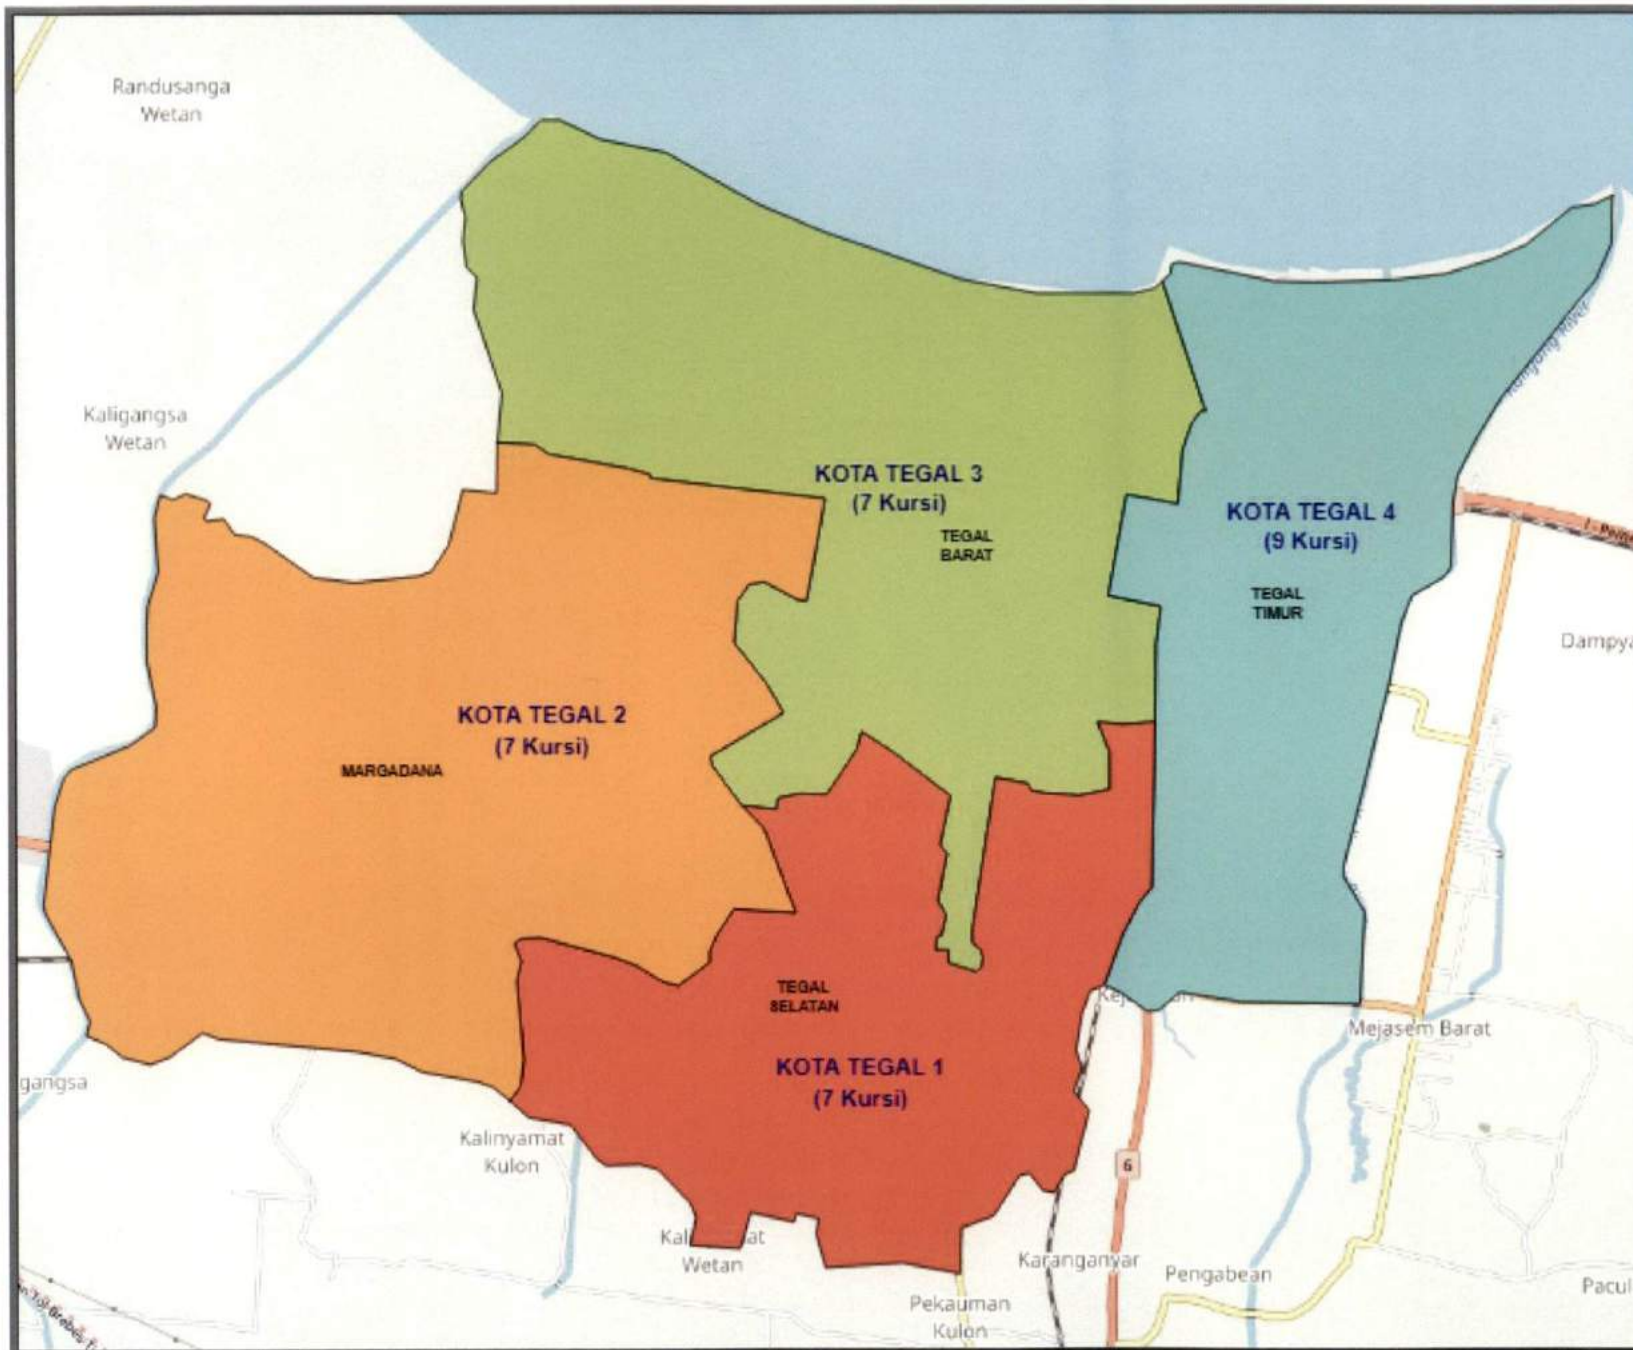 Randusanga
Wetan
Kaligangsa
Wetan
KOTA TEGAL 3
(7 Kursi)
TEGAL
BARAT
KOTA TEGAL 4
(9 Kursi)
TEGAL
TIMUR
River
Dampya
KOTA TEGAL 2
(7 Kursi)
MARGADANA
TEGAL
SELATAN
KOTA TEGAL 1
(7 Kursi)
Mejasem Barat
gangsa
Kalinyamat
Kulon
6
Wetan
Karanganyar
Pengabean
Pacul
Pekauman
Kulon